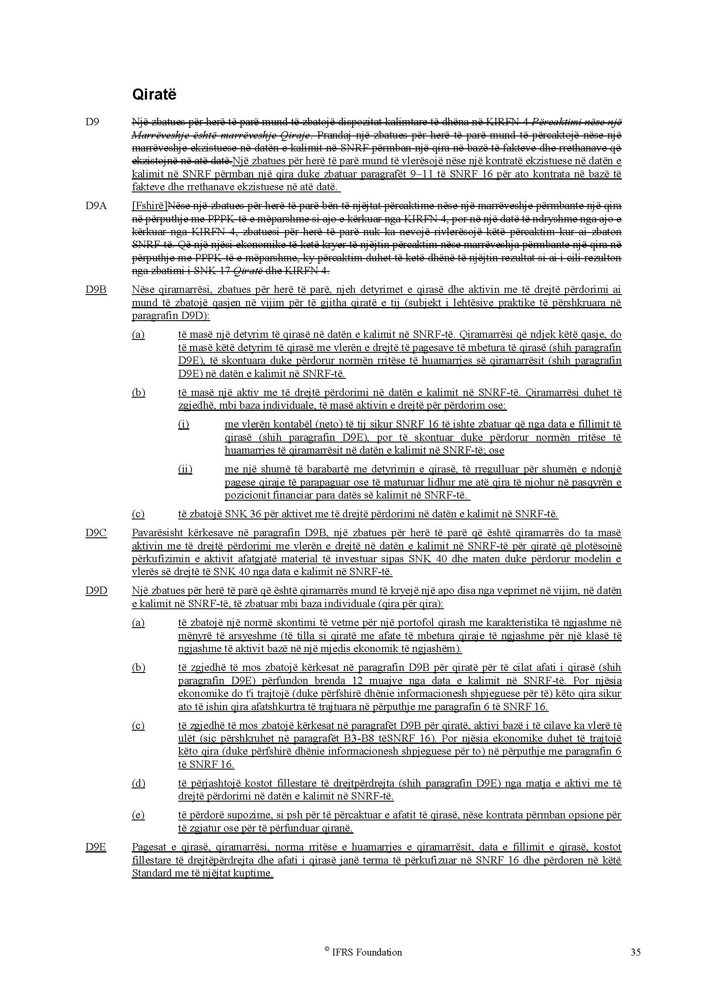 Qiratë
D9 Një zbatues për herë të parë mund të zbatojë dispozitat kalimtare të dhëna në KIRFN 4 Përcaktimi nëse një
Marrëveshje është marrëveshje Qiraje. Prandaj një zbatues për herë të parë mund të përcaktojë nëse një
marrëveshje ekzistuese në datën e kalimit në SNRF përmban një qira në bazë të fakteve dhe rrethanave që
ekzistojnë në atë datë.Një zbatues për herë të parë mund të vlerësojë nëse një kontratë ekzistuese në datën e
kalimit në SNRF përmban një qira duke zbatuar paragrafët 9–11 të SNRF 16 për ato kontrata në bazë të
fakteve dhe rrethanave ekzistuese në atë datë.
D9A [Fshirë]Nëse një zbatues për herë të parë bën të njëjtat përcaktime nëse një marrëveshje përmbante një qira
në përputhje me PPPK-të e mëparshme si ajo e kërkuar nga KIRFN 4, por në një datë të ndryshme nga ajo e
kërkuar nga KIRFN 4, zbatuesi për herë të parë nuk ka nevojë rivlerësojë këtë përcaktim kur ai zbaton
SNRF-të. Që një njësi ekonomike të ketë kryer të njëjtin përcaktim nëse marrëveshja përmbante një qira në
përputhje me PPPK-të e mëparshme, ky përcaktim duhet të ketë dhënë të njëjtin rezultat si ai i cili rezulton
nga zbatimi i SNK 17 Qiratë dhe KIRFN 4.
D9B Nëse qiramarrësi, zbatues për herë të parë, njeh detyrimet e qirasë dhe aktivin me të drejtë përdorimi ai
mund të zbatojë qasjen në vijim për të gjitha qiratë e tij (subjekt i lehtësive praktike të përshkruara në
paragrafin D9D):
(a) të masë një detyrim të qirasë në datën e kalimit në SNRF-të. Qiramarrësi që ndjek këtë qasje, do
të masë këtë detyrim të qirasë me vlerën e drejtë të pagesave të mbetura të qirasë (shih paragrafin
D9E), të skontuara duke përdorur normën rritëse të huamarrjes së qiramarrësit (shih paragrafin
D9E) në datën e kalimit në SNRF-të.
(b) të masë një aktiv me të drejtë përdorimi në datën e kalimit në SNRF-të. Qiramarrësi duhet të
zgjedhë, mbi baza individuale, të masë aktivin e drejtë për përdorim ose:
(i) me vlerën kontabël (neto) të tij sikur SNRF 16 të ishte zbatuar që nga data e fillimit të
qirasë (shih paragrafin D9E), por të skontuar duke përdorur normën rritëse të
huamarrjes të qiramarrësit në datën e kalimit në SNRF-të; ose
(ii) me një shumë të barabartë me detyrimin e qirasë, të rregulluar për shumën e ndonjë
pagese qiraje të parapaguar ose të maturuar lidhur me atë qira të njohur në pasqyrën e
pozicionit financiar para datës së kalimit në SNRF-të.
(c) të zbatojë SNK 36 për aktivet me të drejtë përdorimi në datën e kalimit në SNRF-të.
D9C Pavarësisht kërkesave në paragrafin D9B, një zbatues për herë të parë që është qiramarrës do ta masë
aktivin me të drejtë përdorimi me vlerën e drejtë në datën e kalimit në SNRF-të për qiratë që plotësojnë
përkufizimin e aktivit afatgjatë material të investuar sipas SNK 40 dhe maten duke përdorur modelin e
vlerës së drejtë të SNK 40 nga data e kalimit në SNRF-të.
D9D Një zbatues për herë të parë që është qiramarrës mund të kryejë një apo disa nga veprimet në vijim, në datën
e kalimit në SNRF-të, të zbatuar mbi baza individuale (qira për qira):
(a) të zbatojë një normë skontimi të vetme për një portofol qirash me karakteristika të ngjashme në
mënyrë të arsyeshme (të tilla si qiratë me afate të mbetura qiraje të ngjashme për një klasë të
ngjashme të aktivit bazë në një mjedis ekonomik të ngjashëm).
(b) të zgjedhë të mos zbatojë kërkesat në paragrafin D9B për qiratë për të cilat afati i qirasë (shih
paragrafin D9E) përfundon brenda 12 muajve nga data e kalimit në SNRF-të. Por njësia
ekonomike do t'i trajtojë (duke përfshirë dhënie informacionesh shpjeguese për të) këto qira sikur
ato të ishin qira afatshkurtra të trajtuara në përputhje me paragrafin 6 të SNRF 16.
(c) të zgjedhë të mos zbatojë kërkesat në paragrafët D9B për qiratë, aktivi bazë i të cilave ka vlerë të
ulët (siç përshkruhet në paragrafët B3-B8 tëSNRF 16). Por njësia ekonomike duhet të trajtojë
këto qira (duke përfshirë dhënie informacionesh shpjeguese për to) në përputhje me paragrafin 6
të SNRF 16.
(d) të përjashtojë kostot fillestare të drejtpërdrejta (shih paragrafin D9E) nga matja e aktivi me të
drejtë përdorimi në datën e kalimit në SNRF-të.
(e) të përdorë supozime, si psh për të përcaktuar e afatit të qirasë, nëse kontrata përmban opsione për
të zgjatur ose për të përfunduar qiranë.
D9E Pagesat e qirasë, qiramarrësi, norma rritëse e huamarrjes e qiramarrësit, data e fillimit e qirasë, kostot
fillestare të drejtëpërdrejta dhe afati i qirasë janë terma të përkufizuar në SNRF 16 dhe përdoren në këtë
Standard me të njëjtat kuptime.
© IFRS Foundation 35